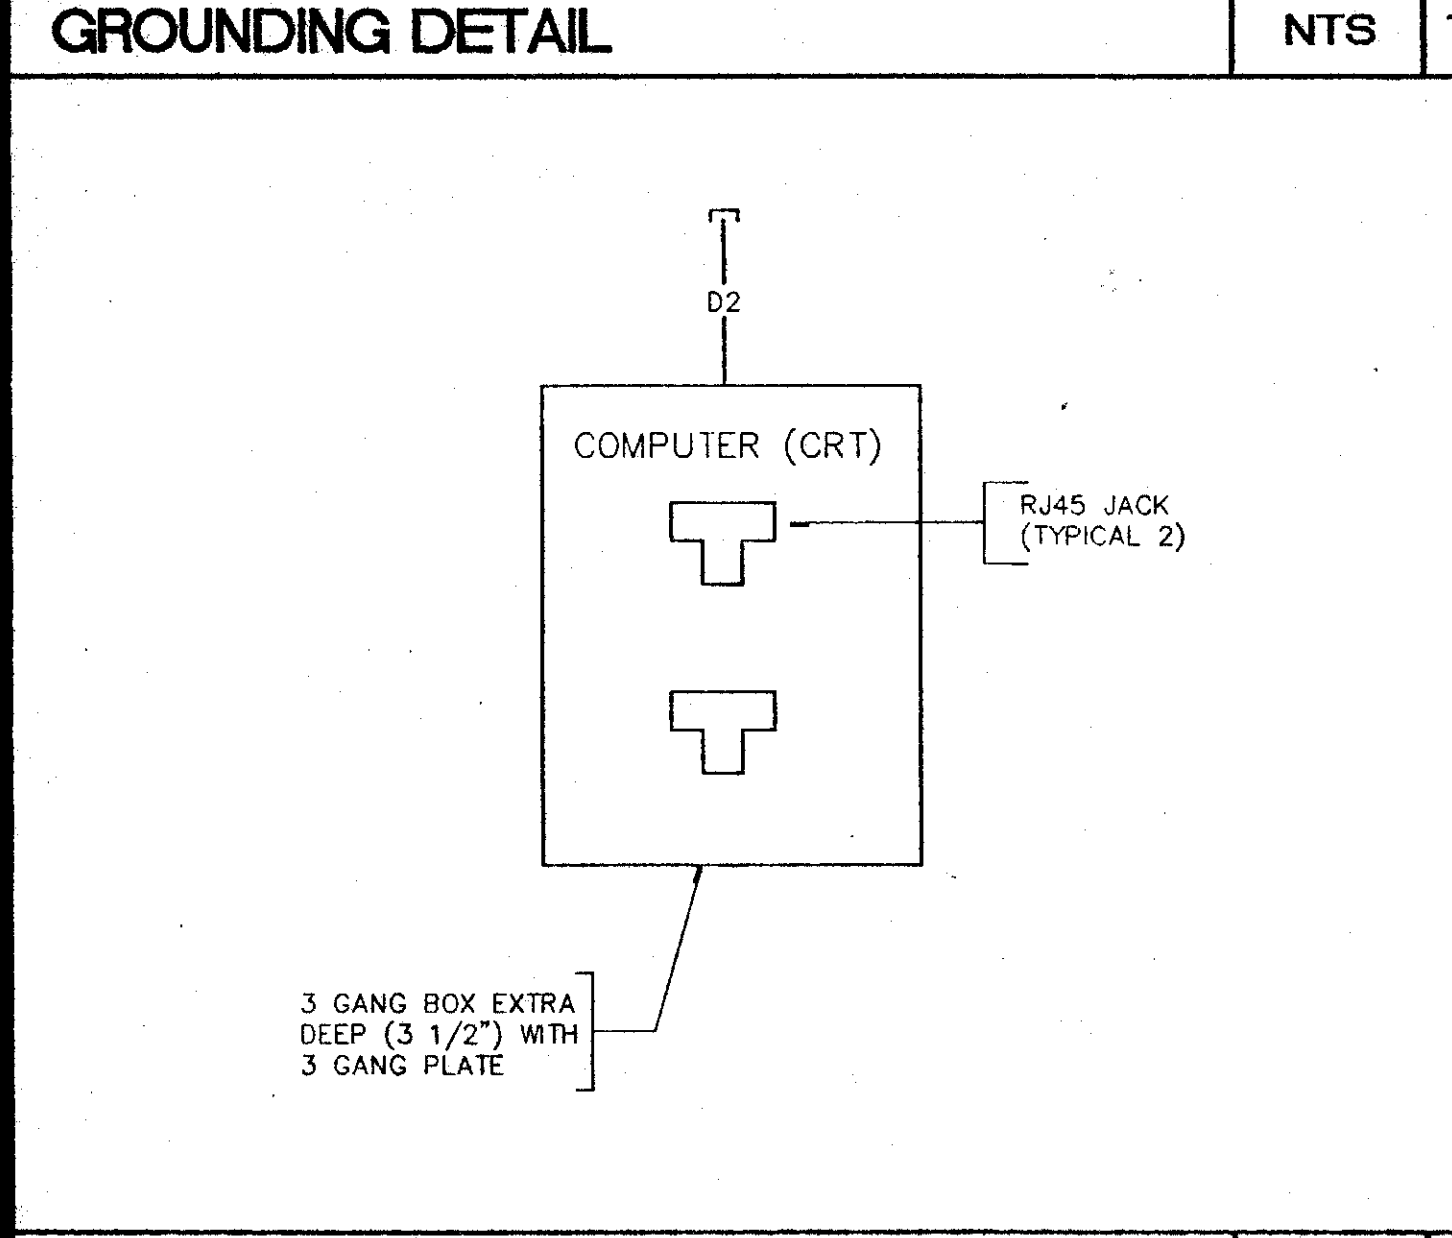 GROUNDING DETAIL
NTS
D2
COMPUTER (CRT)
RJ45 JACK
(TYPICAL 2)
3 GANG BOX EXTRA
DEEP (3 1/2") WITH
3 GANG PLATE